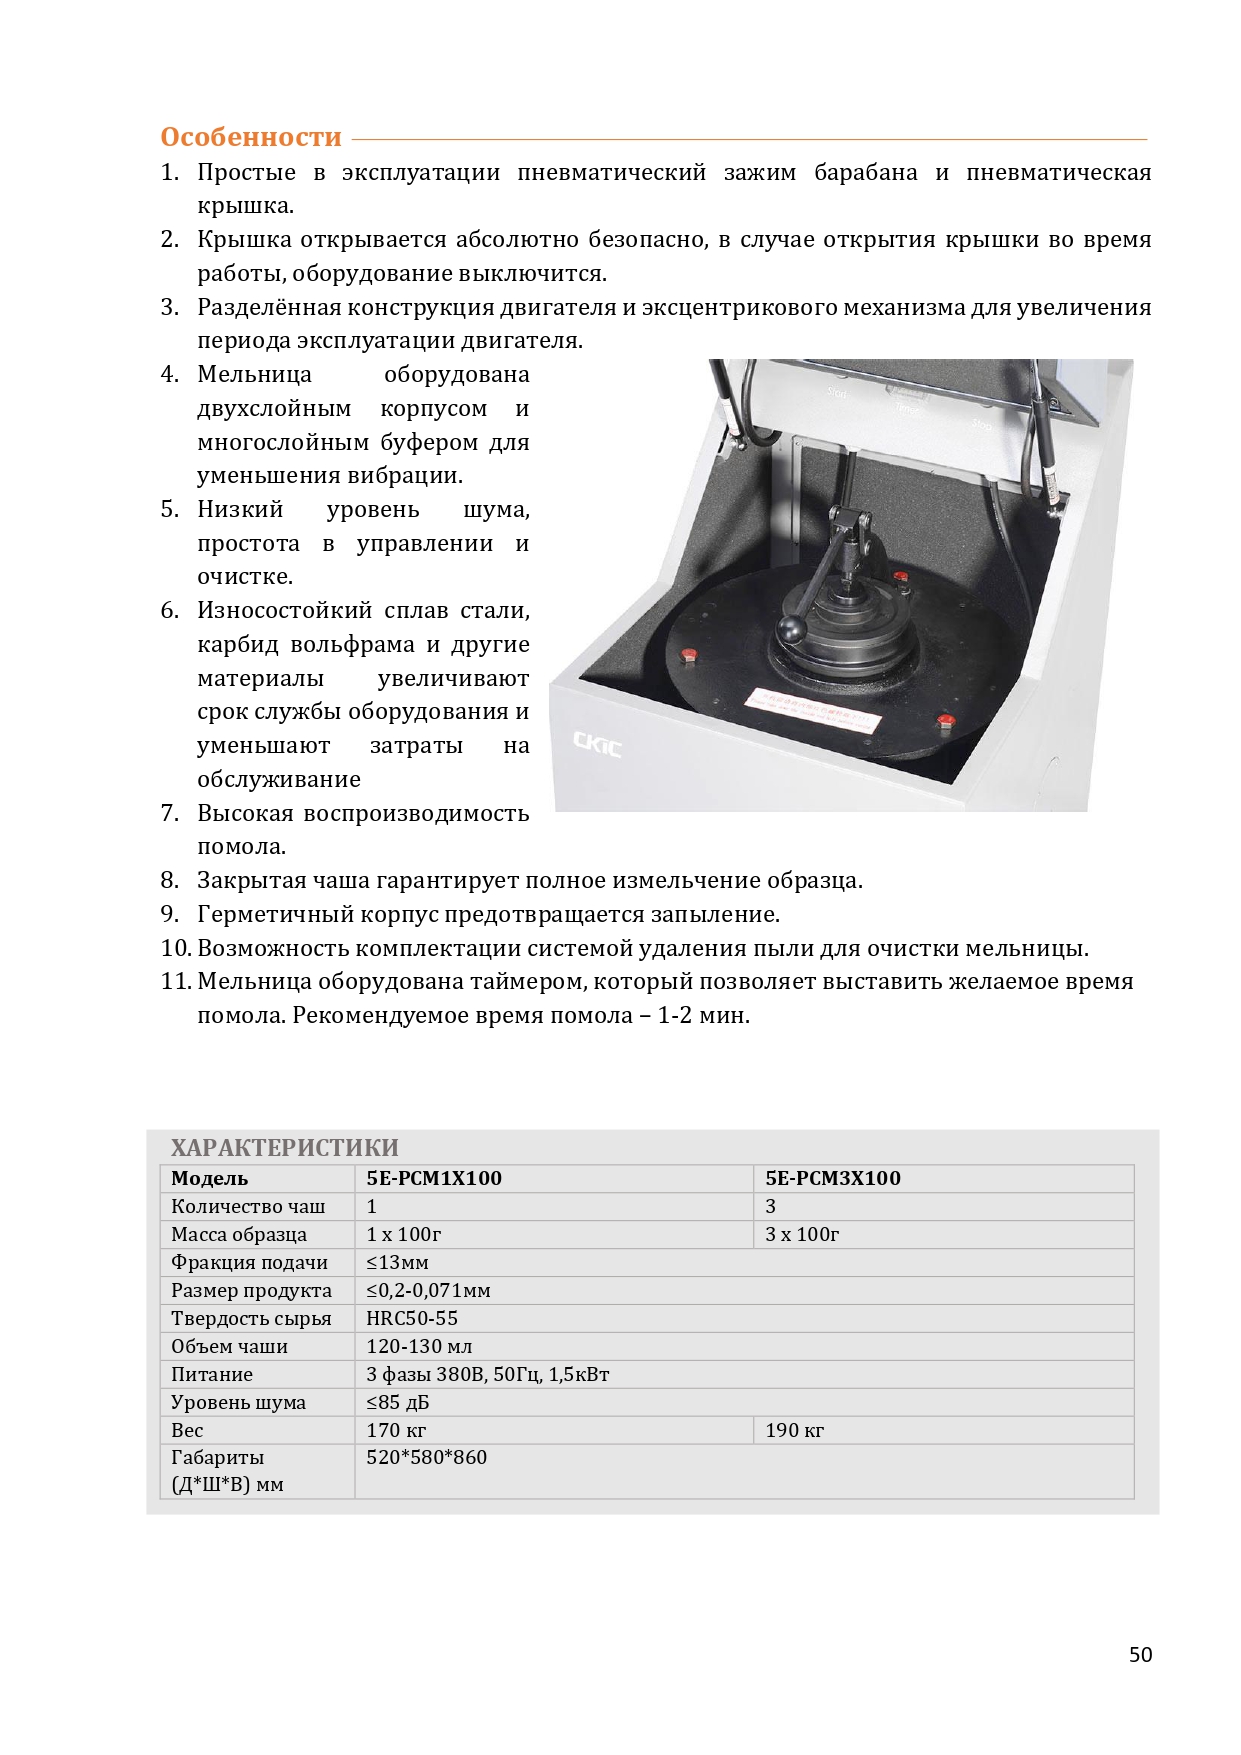 Особенности
1. Простые в эксплуатации пневматический зажим барабана и пневматическая
крышка.
2. Крышка открывается абсолютно безопасно, в случае открытия крышки во время
работы, оборудование выключится.
3. Разделённая конструкция двигателя и эксцентрикового механизма для увеличения
периода эксплуатации двигателя.
4. Мельница оборудована
двухслойным корпусом и
многослойным буфером для
уменьшения вибрации.
5. Низкий уровень шума,
простота в управлении и
очистке.
6. Износостойкий сплав стали,
карбид вольфрама и другие
материалы увеличивают
срок службы оборудования и
уменьшают затраты на
обслуживание
7. Высокая воспроизводимость
помола.
Stop
Timer
Stop
CKIC
8. Закрытая чаша гарантирует полное измельчение образца.
9. Герметичный корпус предотвращается запыление.
10. Возможность комплектации системой удаления пыли для очистки мельницы.
11. Мельница оборудована таймером, который позволяет выставить желаемое время
помола. Рекомендуемое время помола – 1-2 мин.
ХАРАКТЕРИСТИКИ
Модель 5E-PCM1X100 5E-PCM3X100
Количество чаш 1 3
Масса образца 1 х 100г 3 х 100г
Фракция подачи ≤13мм
Размер продукта ≤0,2-0,071мм
Твердость сырья HRC50-55
Объем чаши 120-130 мл
Питание 3 фазы 380В, 50Гц, 1,5кВт
Уровень шума ≤85 дБ
Вес 170 кг 190 кг
Габариты 520*580*860
(Д*Ш*В) мм
50